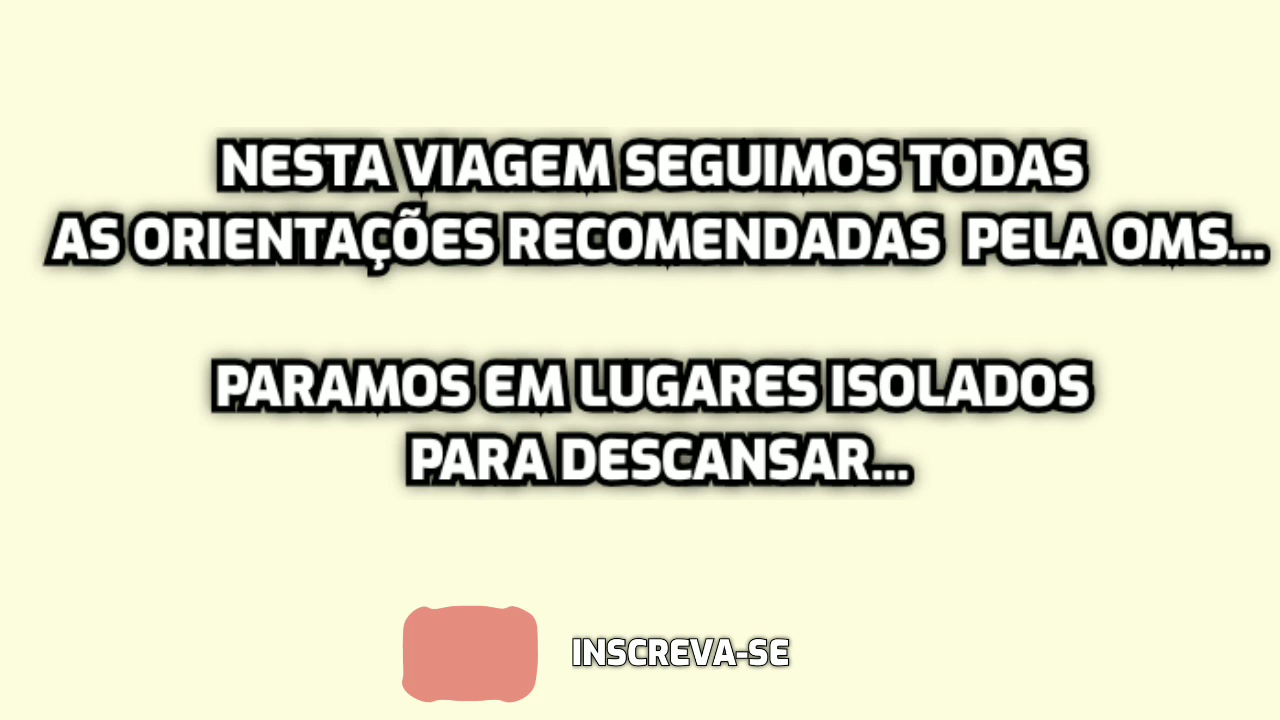 NESTA VIAGEM SEGUIMOS TODAS
AS ORIENTAÇÕES RECOMENDADAS PELA OMS...
PARAMOS EM LUGARES ISOLADOS
PARA DESCANSAR...
INSCREVA-SE